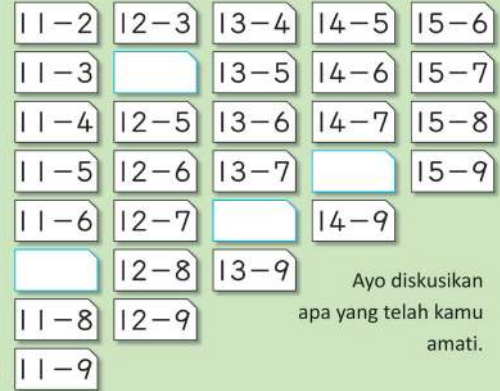 11−2 12−3 13−4 14−5 15−6
11−3 13−5 14−6 15−7
11−4 12−5 13−6 14−7 15−8
11−5 12−6 13−7 15−9
11−6 12−7 14−9
12−8 13−9
11−8 12−9
11−9
Ayo diskusikan
apa yang telah kamu
amati.